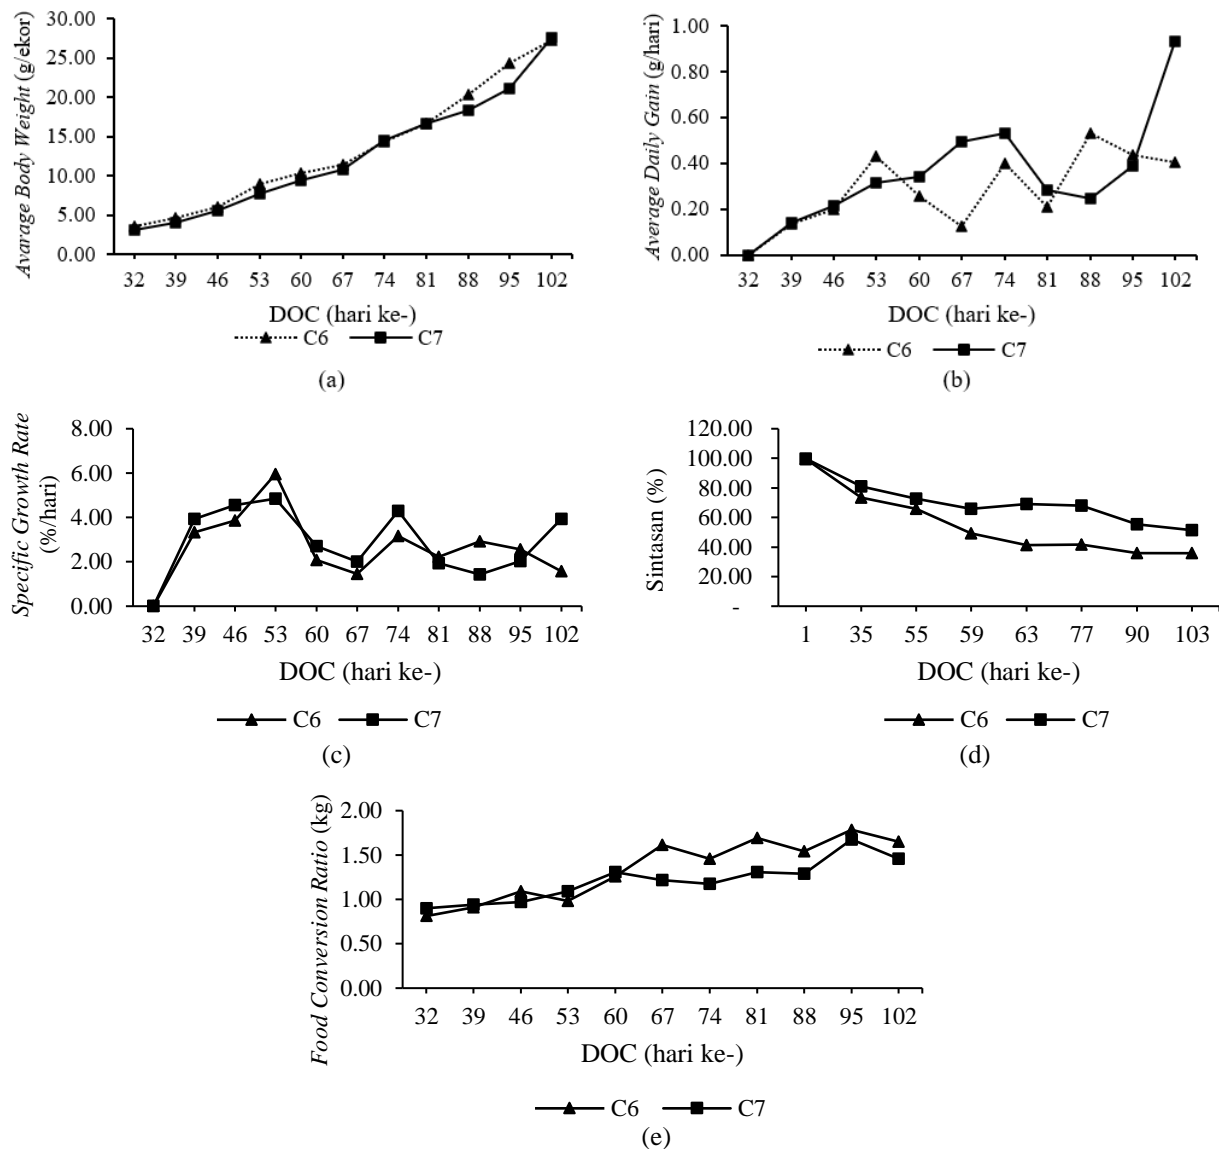 Avarage Body Weight (g/ekor)
30.00
25.00
20.00
15.00
10.00
5.00
0.00
32 39 46 53 60 67 74 81 88 95 102
DOC (hari ke-)
C6 C7
(a)
Average Daily Gain (g/hari)
1.00
0.80
0.60
0.40
0.20
0.00
32 39 46 53 60 67 74 81 88 95 102
DOC (hari ke-)
C6 C7
(b)
Specific Growth Rate
(%/hari)
8.00
6.00
4.00
2.00
0.00
32 39 46 53 60 67 74 81 88 95 102
DOC (hari ke-)
C6 C7
(c)
Sintasan (%)
120.00
100.00
80.00
60.00
40.00
20.00
-
1 35 55 59 63 77 90 103
DOC (hari ke-)
C6 C7
(d)
Food Conversion Ratio (kg)
2.00
1.50
1.00
0.50
0.00
32 39 46 53 60 67 74 81 88 95 102
DOC (hari ke-)
C6 C7
(e)